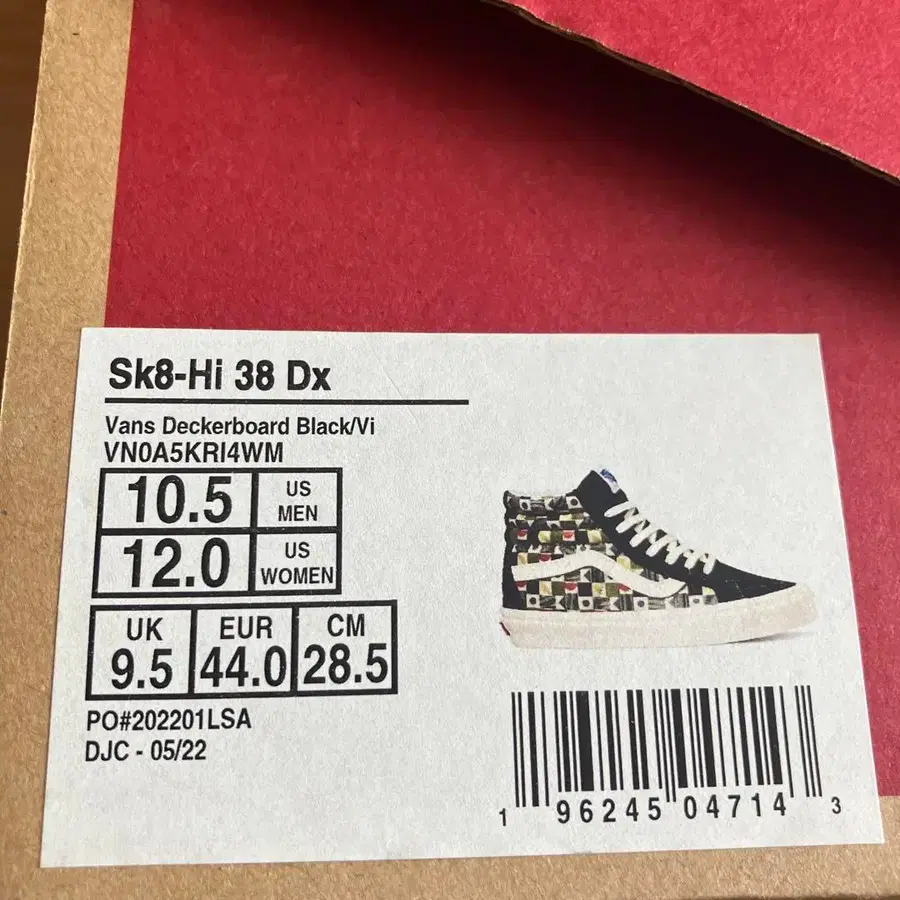 Sk8-Hi 38 Dx
Vans Deckerboard Black/Vi
VN0A5KRI4WM
10.5 US MEN
12.0 US WOMEN
UK EUR CM
9.5 44.0 28.5
PO#202201LSA
DJC - 05/22
1 96245 04714 3